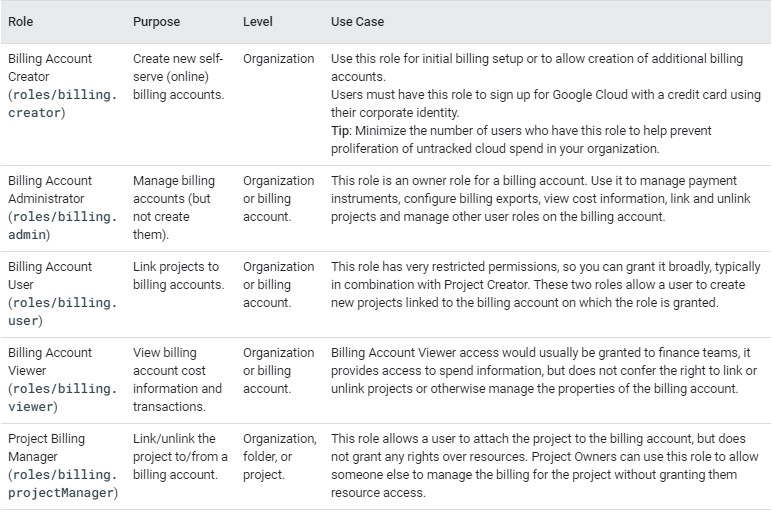 Role Purpose Level Use Case
Billing Account Creator (roles/billing.creator)
Create new self-serve (online) billing accounts.
Organization
Use this role for initial billing setup or to allow creation of additional billing
accounts.
Users must have this role to sign up for Google Cloud with a credit card using
their corporate identity.
Tip: Minimize the number of users who have this role to help prevent
proliferation of untracked cloud spend in your organization.
Billing Account
Administrator
(roles/billing.
admin)
Manage billing
accounts (but
not create
them).
Organization
or billing
account.
This role is an owner role for a billing account. Use it to manage payment
instruments, configure billing exports, view cost information, link and unlink
projects and manage other user roles on the billing account.
Billing Account
User
(roles/billing.
user)
Link projects to
billing accounts.
Organization
or billing
account.
This role has very restricted permissions, so you can grant it broadly, typically
in combination with Project Creator. These two roles allow a user to create
new projects linked to the billing account on which the role is granted.
Billing Account
Viewer
(roles/billing.
viewer)
View billing
account cost
information and
transactions.
Organization
or billing
account.
Billing Account Viewer access would usually be granted to finance teams, it
provides access to spend information, but does not confer the right to link or
unlink projects or otherwise manage the properties of the billing account.
Project Billing
Manager
(roles/billing.
projectManager)
Link/unlink the
project to/from a
billing account.
Organization,
folder, or
project.
This role allows a user to attach the project to the billing account, but does
not grant any rights over resources. Project Owners can use this role to allow
someone else to manage the billing for the project without granting them
resource access.